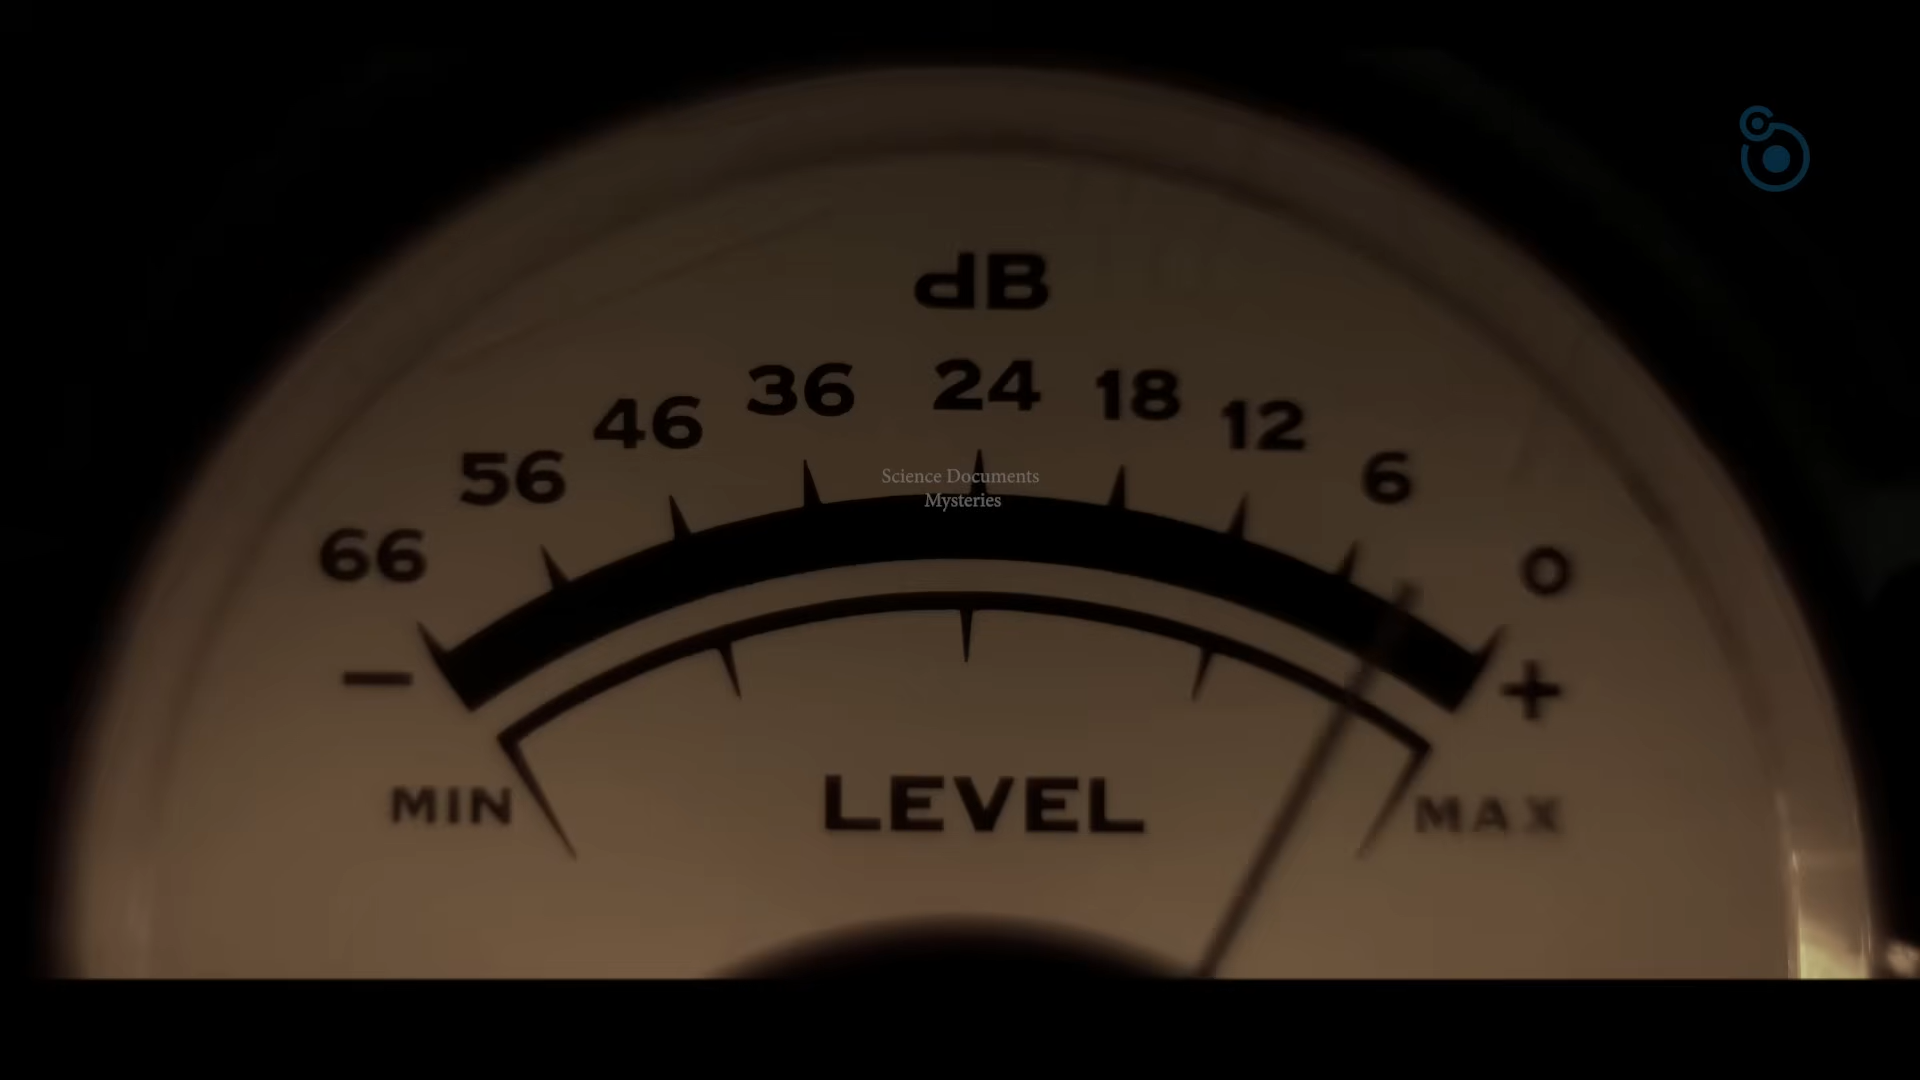 dB
66 56 46 36 24 18 12 6 0
Science Documents
Mysteries
− +
MIN LEVEL MAX